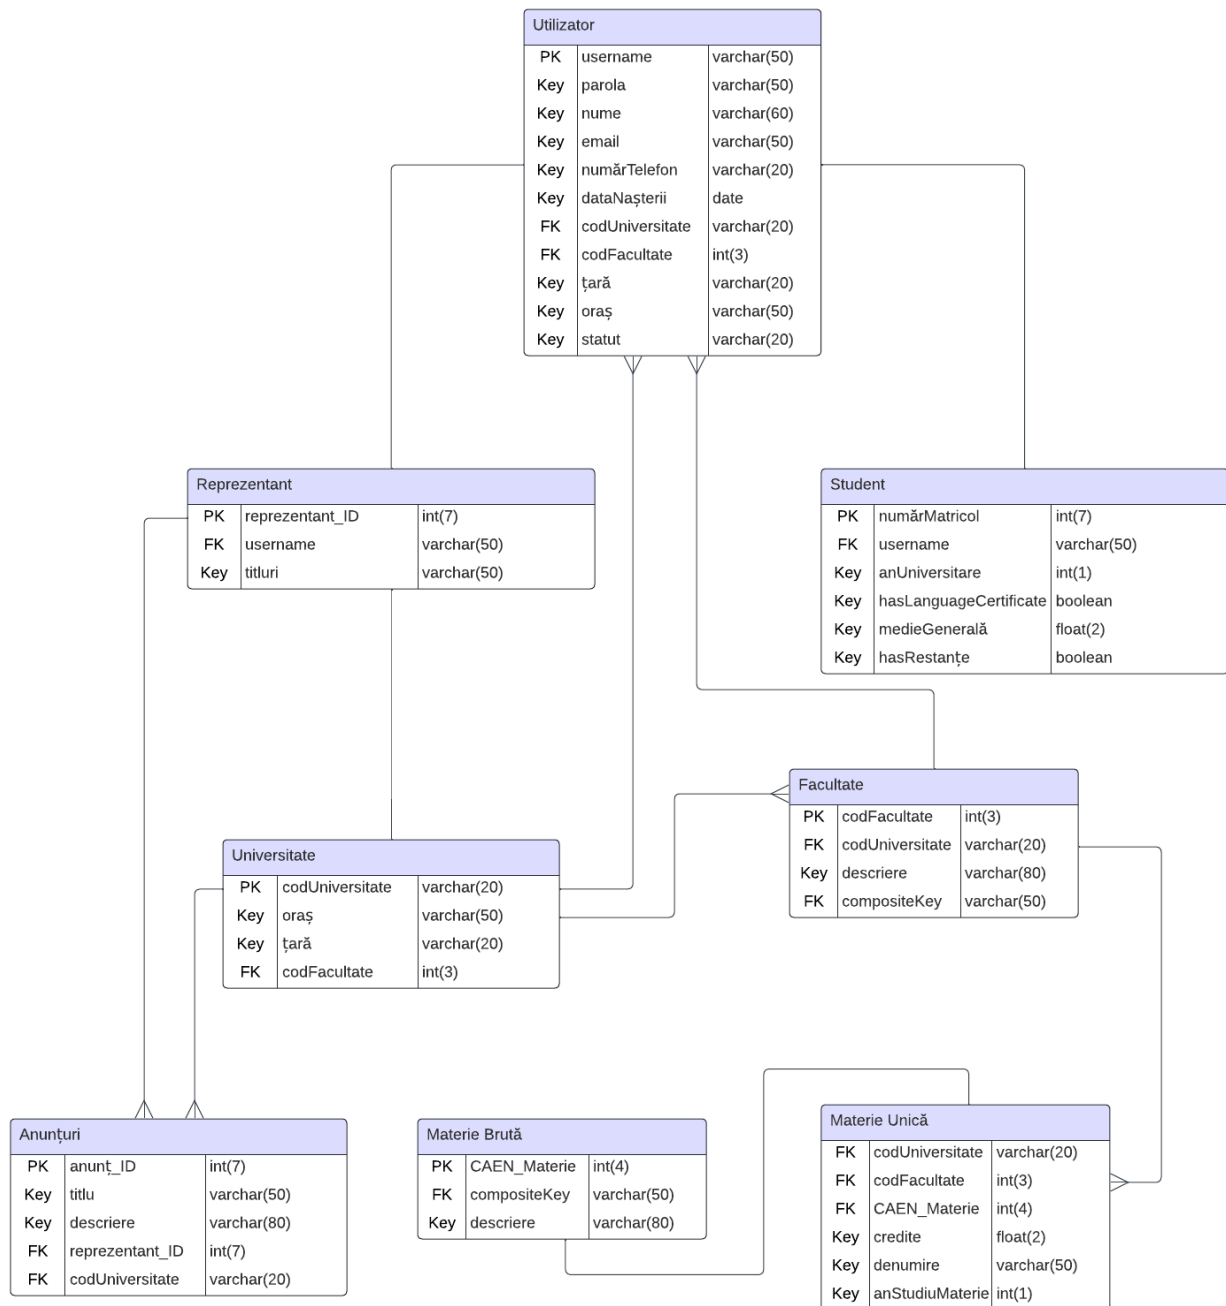 Utilizator
PK username varchar(50)
Key parola varchar(50)
Key nume varchar(60)
Key email varchar(50)
Key numărTelefon varchar(20)
Key dataNașterii date
FK codUniversitate varchar(20)
FK codFacultate int(3)
Key țară varchar(20)
Key oraș varchar(50)
Key statut varchar(20)
Reprezentant
PK reprezentant_ID int(7)
FK username varchar(50)
Key titluri varchar(50)
Student
PK numărMatricol int(7)
FK username varchar(50)
Key anUniversitare int(1)
Key hasLanguageCertificate boolean
Key medieGenerală float(2)
Key hasRestanțe boolean
Facultate
PK codFacultate int(3)
FK codUniversitate varchar(20)
Key descriere varchar(80)
FK compositeKey varchar(50)
Universitate
PK codUniversitate varchar(20)
Key oraș varchar(50)
Key țară varchar(20)
FK codFacultate int(3)
Anunțuri
PK anunț_ID int(7)
Key titlu varchar(50)
Key descriere varchar(80)
FK reprezentant_ID int(7)
FK codUniversitate varchar(20)
Materie Brută
PK CAEN_Materie int(4)
FK compositeKey varchar(50)
Key descriere varchar(80)
Materie Unică
FK codUniversitate varchar(20)
FK codFacultate int(3)
FK CAEN_Materie int(4)
Key credite float(2)
Key denumire varchar(50)
Key anStudiuMaterie int(1)